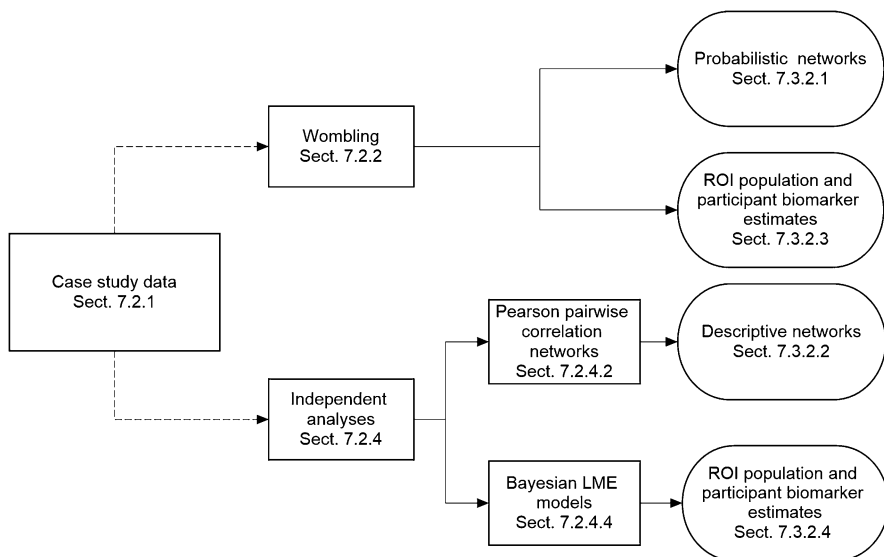 Probabilistic networks
Sect. 7.3.2.1
Wombling
Sect. 7.2.2
ROI population and
participant biomarker
estimates
Sect. 7.3.2.3
Case study data
Sect. 7.2.1
Pearson pairwise
correlation
networks
Sect. 7.2.4.2
Descriptive networks
Sect. 7.3.2.2
Independent
analyses
Sect. 7.2.4
Bayesian LME
models
Sect. 7.2.4.4
ROI population and
participant biomarker
estimates
Sect. 7.3.2.4